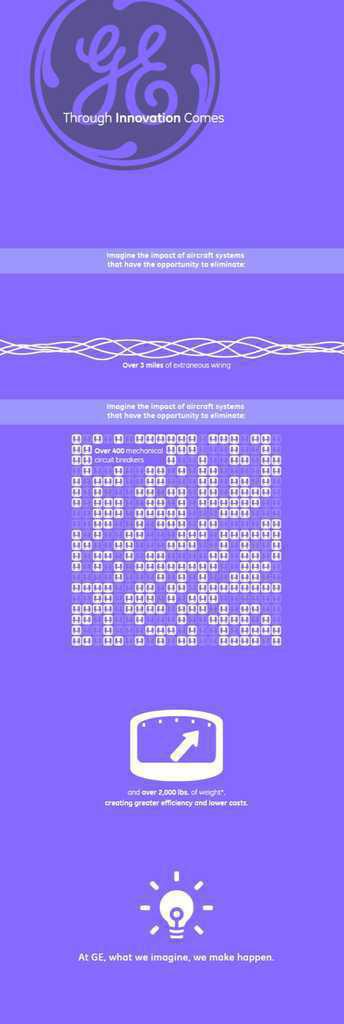 GE
Through Innovation Comes
Imagine the impact of aircraft systems
that have the opportunity to eliminate:
Over 3 miles of extraneous wiring
Imagine the impact of aircraft systems
that have the opportunity to eliminate:
Over 400 mechanical
circuit breakers
and over 2,000 lbs. of weight*,
creating greater efficiency and lower costs.
At GE, what we imagine, we make happen.